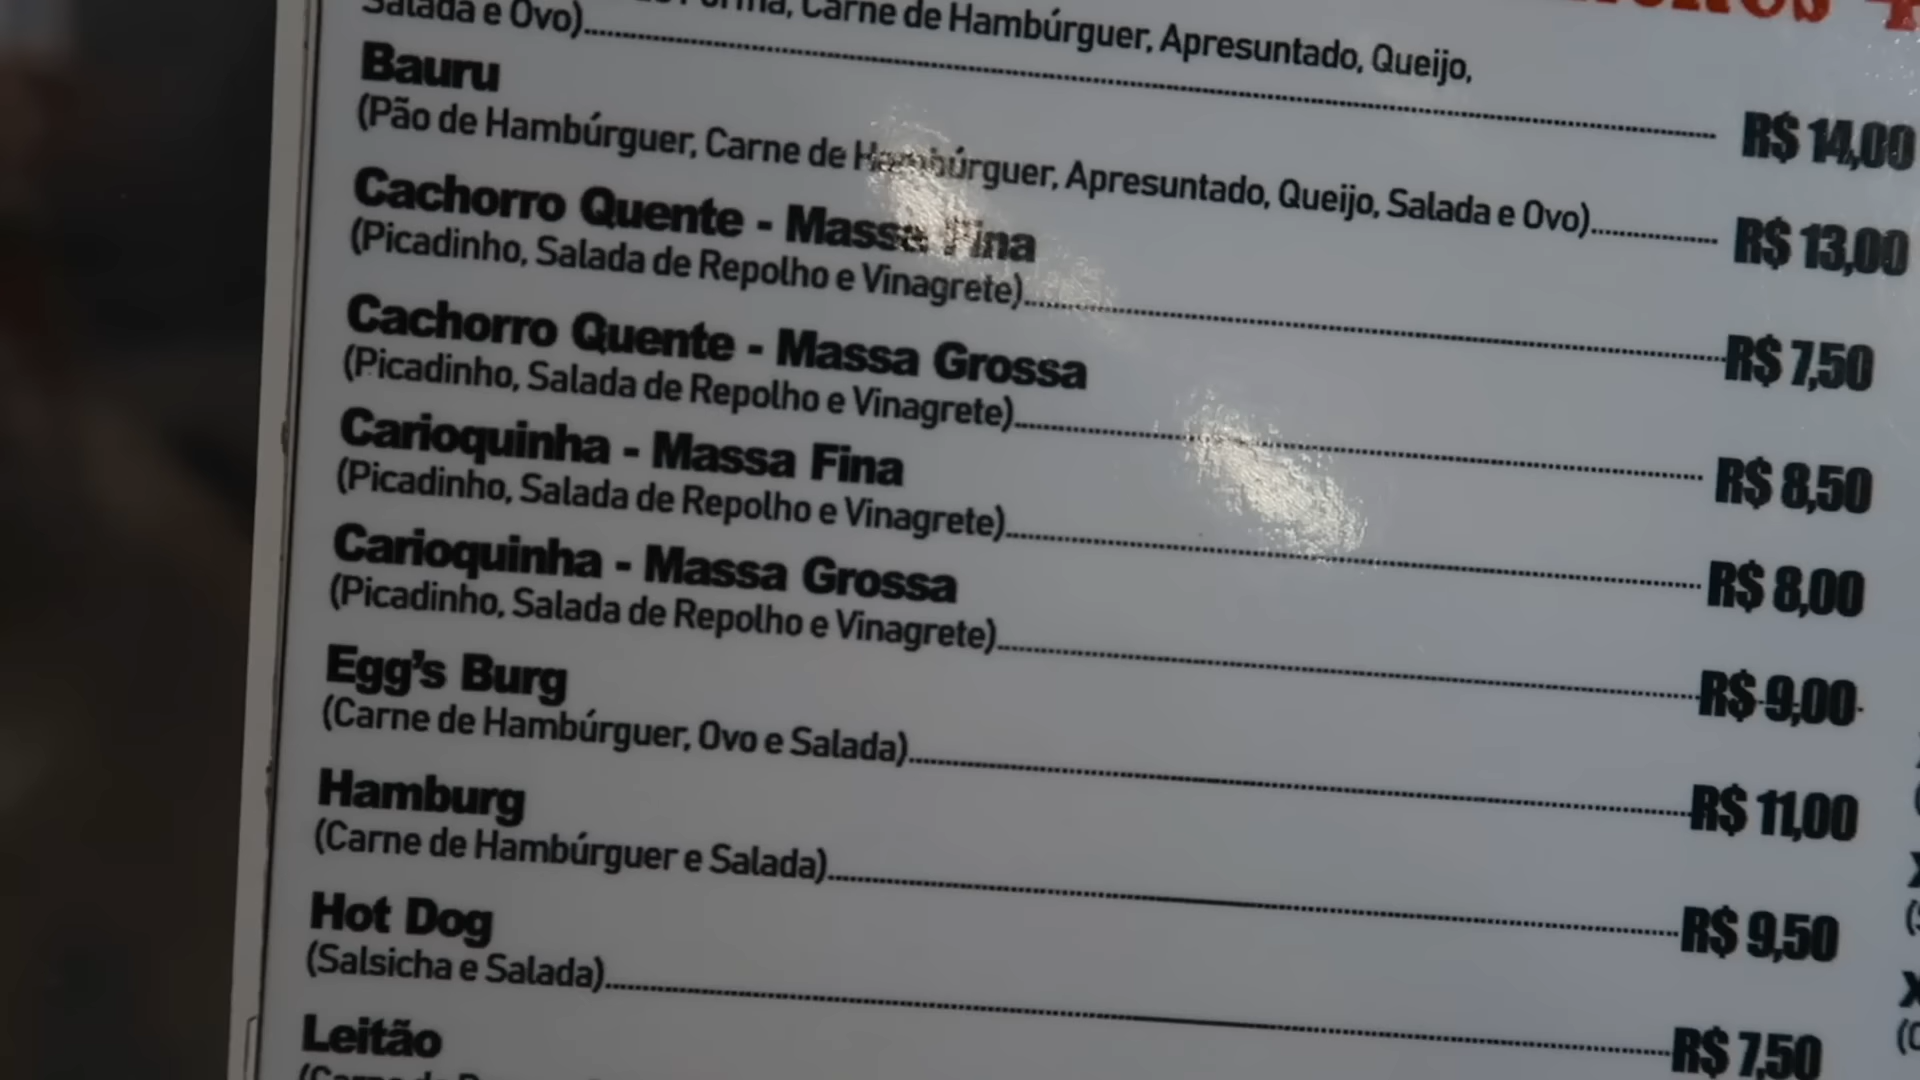 Carne de Hambúrguer, Apresuntado, Queijo,
Salada e Ovo) R$ 14,00
Bauru
(Pão de Hambúrguer, Carne de Hambúrguer, Apresuntado, Queijo, Salada e Ovo) R$ 13,00
Cachorro Quente - Massa Fina
(Picadinho, Salada de Repolho e Vinagrete) R$ 7,50
Cachorro Quente - Massa Grossa
(Picadinho, Salada de Repolho e Vinagrete) R$ 8,50
Carioquinha - Massa Fina
(Picadinho, Salada de Repolho e Vinagrete) R$ 8,00
Carioquinha - Massa Grossa
(Picadinho, Salada de Repolho e Vinagrete) R$ 9,00
Egg's Burg
(Carne de Hambúrguer, Ovo e Salada) R$ 11,00
Hamburg
(Carne de Hambúrguer e Salada) R$ 9,50
Hot Dog
(Salsicha e Salada) R$ 7,50
Leitão